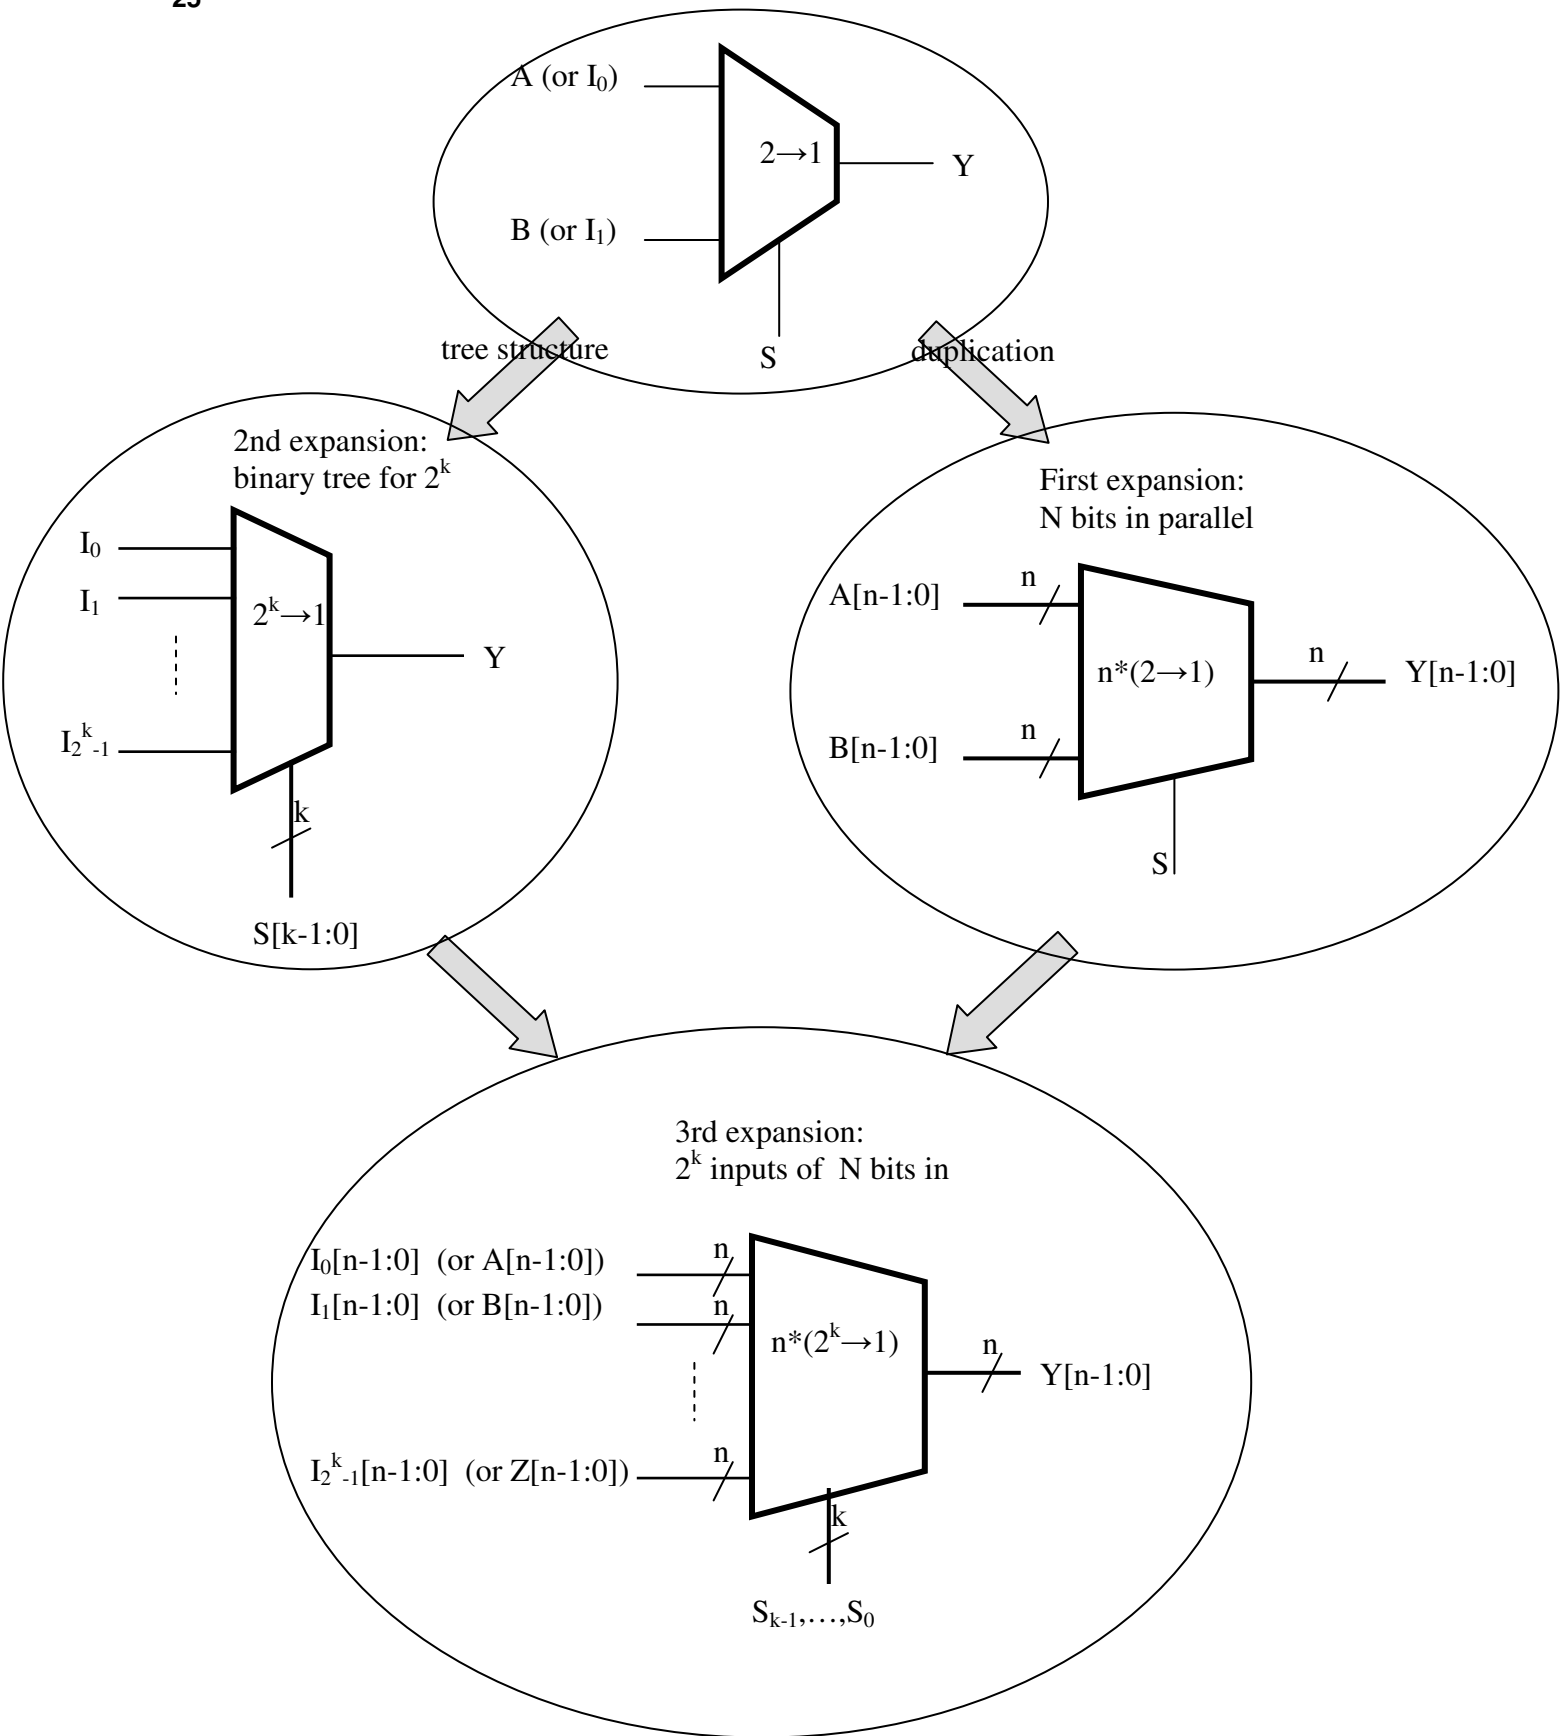 25
A (or I₀)
2→1
Y
B (or I₁)
S
tree structure
duplication
2nd expansion:
binary tree for 2ᵏ
I₀
I₁
2ᵏ→1
Y
I₂ᵏ₋₁
k
S[k-1:0]
First expansion:
N bits in parallel
n
A[n-1:0]
n*(2→1)
n
Y[n-1:0]
n
B[n-1:0]
S
3rd expansion:
2ᵏ inputs of N bits in
I₀[n-1:0] (or A[n-1:0])
n
I₁[n-1:0] (or B[n-1:0])
n
n*(2ᵏ→1)
n
Y[n-1:0]
I₂ᵏ₋₁[n-1:0] (or Z[n-1:0])
n
k
Sₖ₋₁,…,S₀